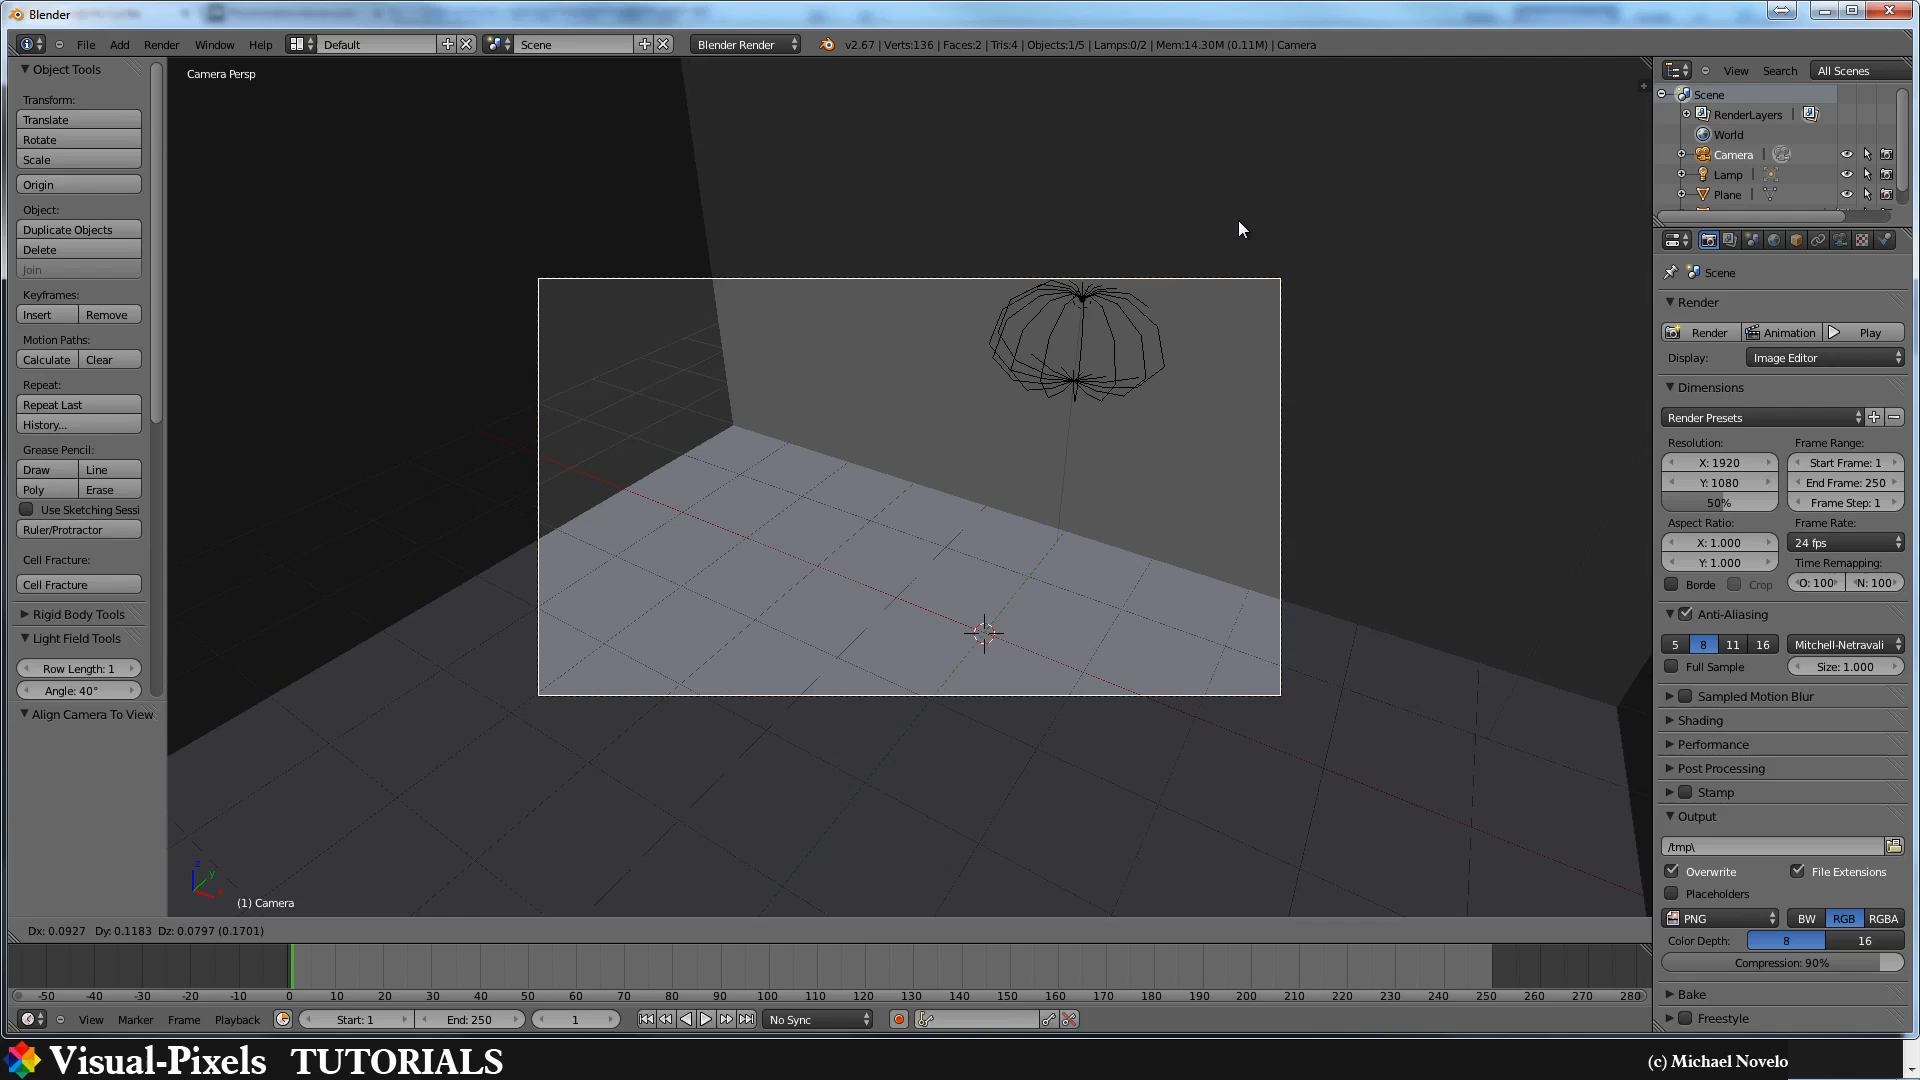 Blender
File Add Render Window Help Default Scene Blender Render v2.67 | Verts:136 | Faces:2 | Tris:4 | Objects:1/5 | Lamps:0/2 | Mem:14.30M (0.11M) | Camera
Object Tools
Transform:
Translate
Rotate
Scale
Origin
Object:
Duplicate Objects
Delete
Join
Keyframes:
Insert Remove
Motion Paths:
Calculate Clear
Repeat:
Repeat Last
History...
Grease Pencil:
Draw Line
Poly Erase
Use Sketching Sessi
Ruler/Protractor
Cell Fracture:
Cell Fracture
Rigid Body Tools
Light Field Tools
Row Length: 1
Angle: 40°
Align Camera To View
Camera Persp
z
y
x
(1) Camera
Dx: 0.0927 Dy: 0.1183 Dz: 0.0797 (0.1701)
View Search All Scenes
Scene
RenderLayers |
World
Camera |
Lamp |
Plane |
Scene
Render
Render Animation Play
Display: Image Editor
Dimensions
Render Presets
Resolution: Frame Range:
X: 1920 Start Frame: 1
Y: 1080 End Frame: 250
50% Frame Step: 1
Aspect Ratio: Frame Rate:
X: 1.000 24 fps
Y: 1.000 Time Remapping:
Borde Crop O: 100 N: 100
Anti-Aliasing
5 8 11 16 Mitchell-Netravali
Full Sample Size: 1.000
Sampled Motion Blur
Shading
Performance
Post Processing
Stamp
Output
/tmp\
Overwrite File Extensions
Placeholders
PNG BW RGB RGBA
Color Depth: 8 16
Compression: 90%
Bake
Freestyle
-50 -40 -30 -20 -10 0 10 20 30 40 50 60 70 80 90 100 110 120 130 140 150 160 170 180 190 200 210 220 230 240 250 260 270 280
View Marker Frame Playback Start: 1 End: 250 1 No Sync
Visual-Pixels TUTORIALS
(c) Michael Novelo